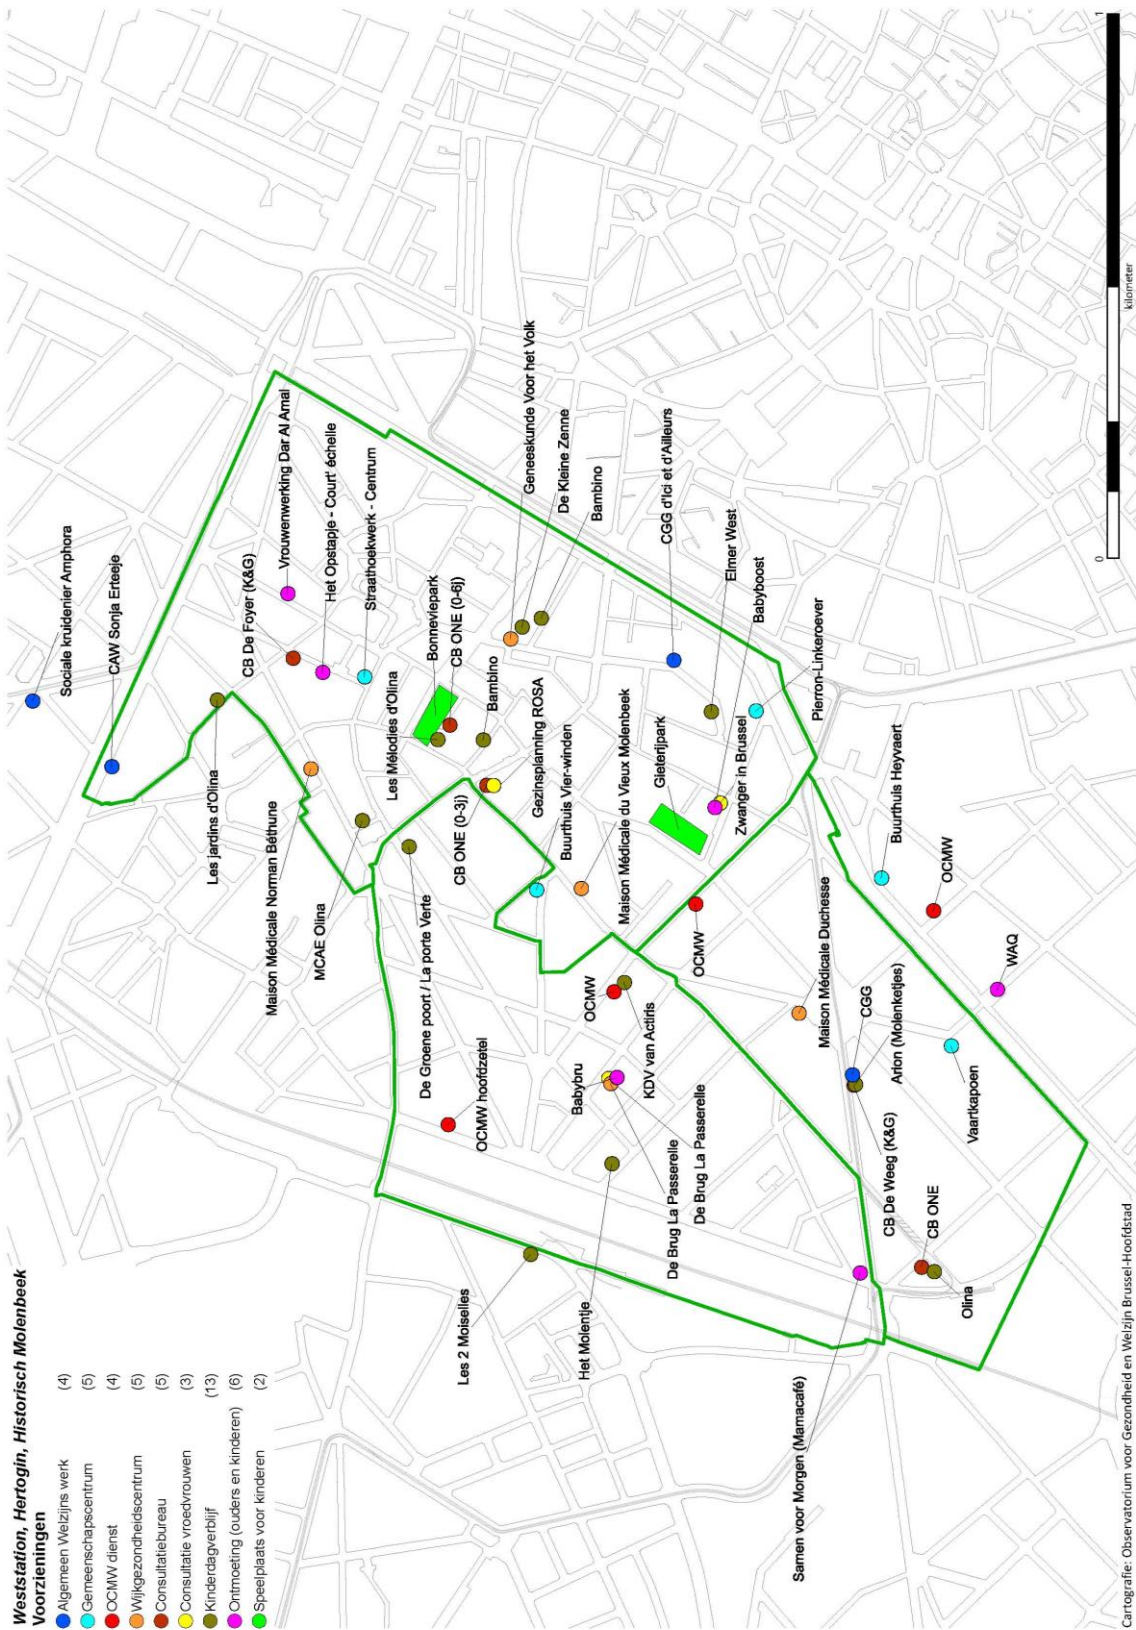 Weststation, Hertogin, Historisch Molenbeek
Voorzieningen
Algemeen Welzijns werk (4)
Gemeenschapscentrum (5)
OCMW dienst (4)
Wijkgezondheidsoentrum (5)
Consultatiebureau (5)
Consultatie vroedvrouwen (3)
Kinderdagverblijf (13)
Ontmoeting (ouders en kinderen) (6)
Speelplaats voor kinderen (2)
Sociale kruidenier Amphora
CAW Sonja Erteeje
CB De Foyer (K&G)
Vrouwenwerking Dar Al Amal
Het Opstapje - Court' échelle
Straathoekwerk - Centrum
Les jardins d'Olina
Maison Médicale Norman Béthune
MCAE Olina
Les Mélodies d'Olina
Bonneviepark
CB ONE (0-6j)
Bambino
De Groene poort / La porte Verte
CB ONE (0-3j)
Gezinsplanning ROSA
Geneeskunde Voor het Volk
De Kleine Zenne
Bambino
OCMW hoofdzetel
Buurthuis Vier-winden
Maison Médicale du Vieux Molenbeek
Gieterijpark
CGG d'Ici et d'Ailleurs
Elmer West
Babyboost
Zwanger in Brussel
Pierron-Linkeroever
Les 2 Moiselles
Het Molentje
Babybru
OCMW
KDV van Actiris
De Brug La Passerelle
De Brug La Passerelle
OCMW
Maison Médicale Duchesse
CGG
Arion (Molenketjes)
CB De Weeg (K&G)
Buurthuis Heyvaert
OCMW
WAQ
Vaartkapoen
CB ONE
Olina
Samen voor Morgen (Mamacafé)
0 1
kilometer
Cartografie: Observatorium voor Gezondheid en Welzijn Brussel-Hoofdstad